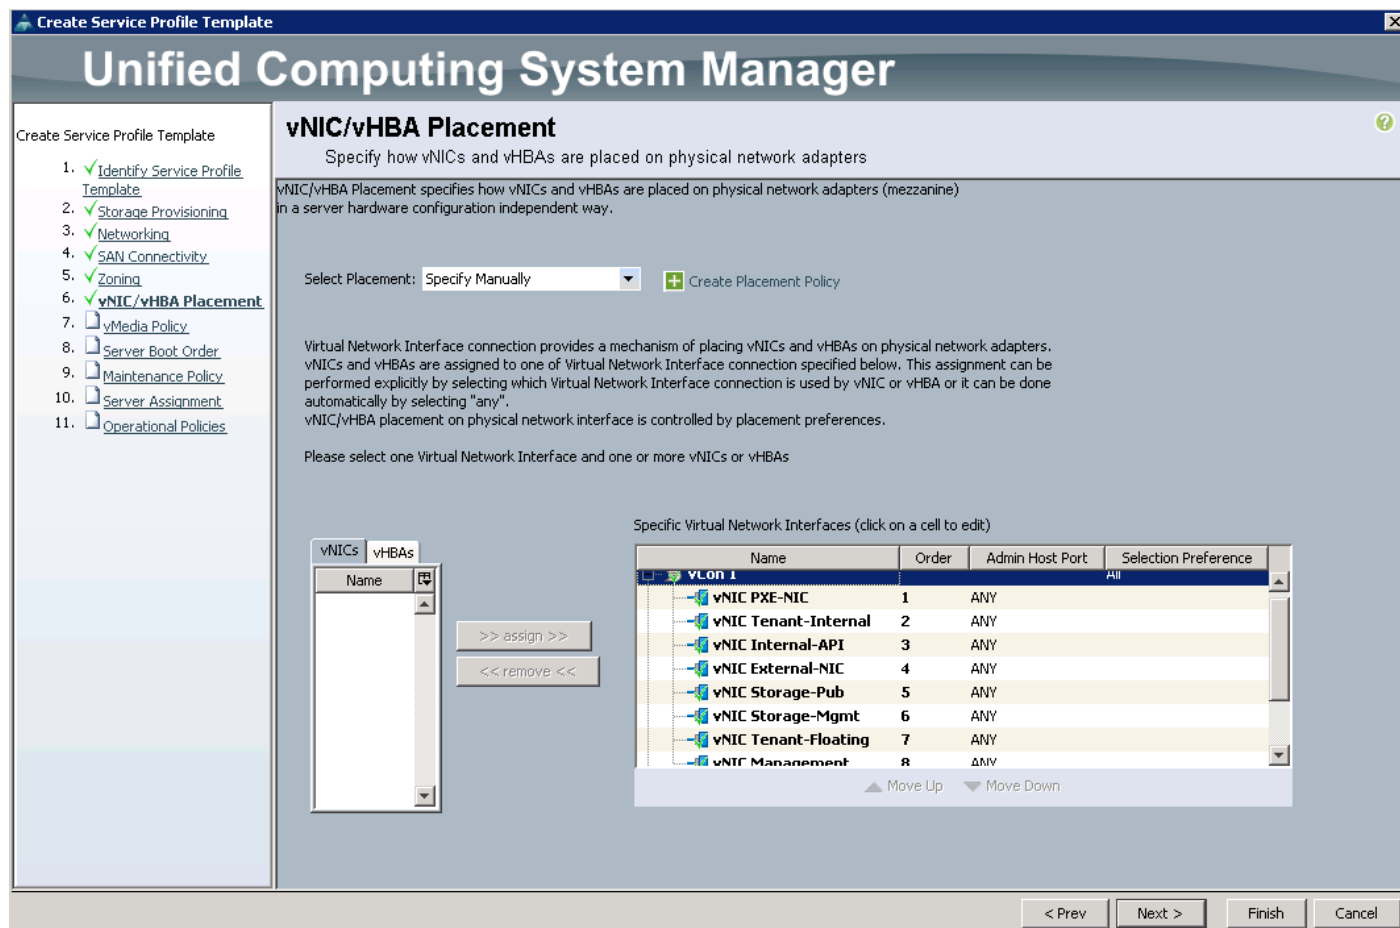 Create Service Profile Template
Unified Computing System Manager
Create Service Profile Template
1. Identify Service Profile
Template
2. Storage Provisioning
3. Networking
4. SAN Connectivity
5. Zoning
6. vNIC/vHBA Placement
7. vMedia Policy
8. Server Boot Order
9. Maintenance Policy
10. Server Assignment
11. Operational Policies
vNIC/vHBA Placement
Specify how vNICs and vHBAs are placed on physical network adapters
vNIC/vHBA Placement specifies how vNICs and vHBAs are placed on physical network adapters (mezzanine)
in a server hardware configuration independent way.
Select Placement: Specify Manually Create Placement Policy
Virtual Network Interface connection provides a mechanism of placing vNICs and vHBAs on physical network adapters.
vNICs and vHBAs are assigned to one of Virtual Network Interface connection specified below. This assignment can be
performed explicitly by selecting which Virtual Network Interface connection is used by vNIC or vHBA or it can be done
automatically by selecting "any".
vNIC/vHBA placement on physical network interface is controlled by placement preferences.
Please select one Virtual Network Interface and one or more vNICs or vHBAs
vNICs vHBAs
Name
>> assign >>
<< remove <<
Specific Virtual Network Interfaces (click on a cell to edit)
Name Order Admin Host Port Selection Preference
vCon 1 All
vNIC PXE-NIC 1 ANY
vNIC Tenant-Internal 2 ANY
vNIC Internal-API 3 ANY
vNIC External-NIC 4 ANY
vNIC Storage-Pub 5 ANY
vNIC Storage-Mgmt 6 ANY
vNIC Tenant-Floating 7 ANY
vNIC Management 8 ANY
Move Up Move Down
< Prev Next > Finish Cancel